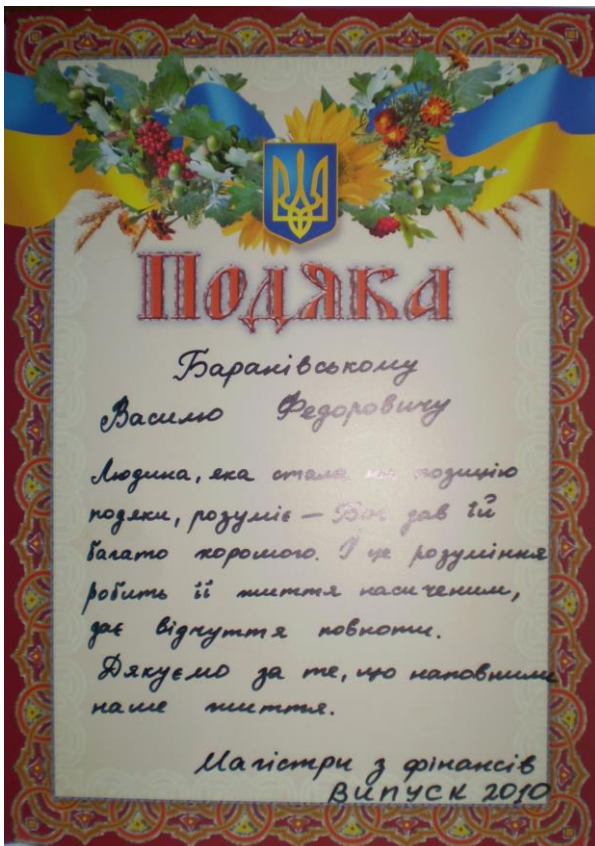 Подяка
Баранівському
Василю Федоровичу
Людина, яка стала на позицію
подяки, розуміє – Бог дав їй
багато хорошого. І це розуміння
робить її життя насиченим,
дає відчуття повноти.
Дякуємо за те, що наповнили
наше життя.
Магістри з фінансів
ВИПУСК 2010